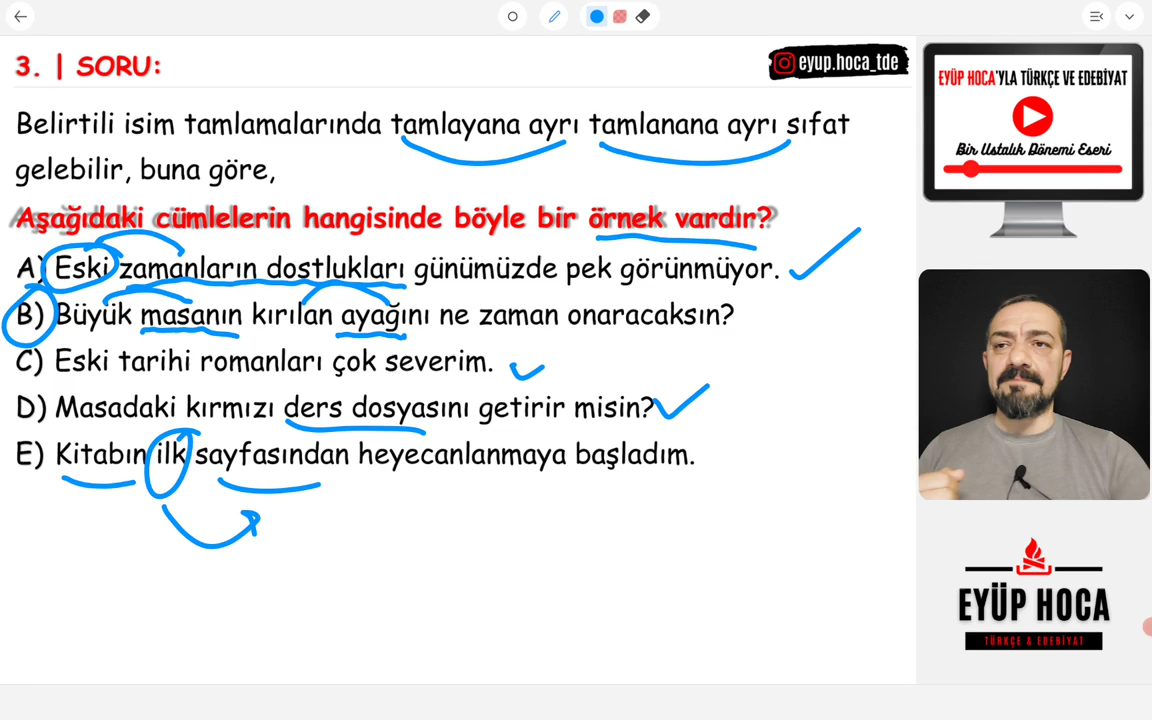 3. | SORU:
eyup.hoca_tde
Belirtili isim tamlamalarında tamlayana ayrı tamlanana ayrı sıfat
gelebilir, buna göre,
Aşağıdaki cümlelerin hangisinde böyle bir örnek vardır?
A) Eski zamanların dostlukları günümüzde pek görünmüyor.
B) Büyük masanın kırılan ayağını ne zaman onaracaksın?
C) Eski tarihi romanları çok severim.
D) Masadaki kırmızı ders dosyasını getirir misin?
E) Kitabın ilk sayfasından heyecanlanmaya başladım.
EYÜP HOCA'YLA TÜRKÇE VE EDEBİYAT
Bir Ustalık Dönemi Eseri
EYÜP HOCA
TÜRKÇE & EDEBİYAT